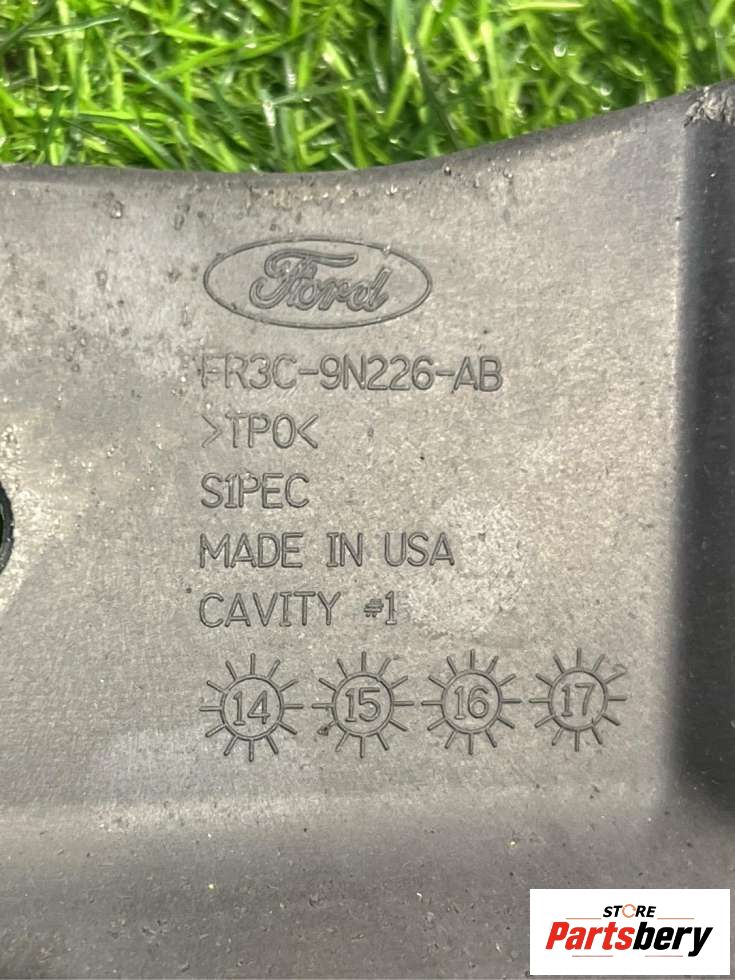 Ford
FR3C-9N226-AB
>TPO<
S1PEC
MADE IN USA
CAVITY #1
14 15 16 17
STORE
Partsbery